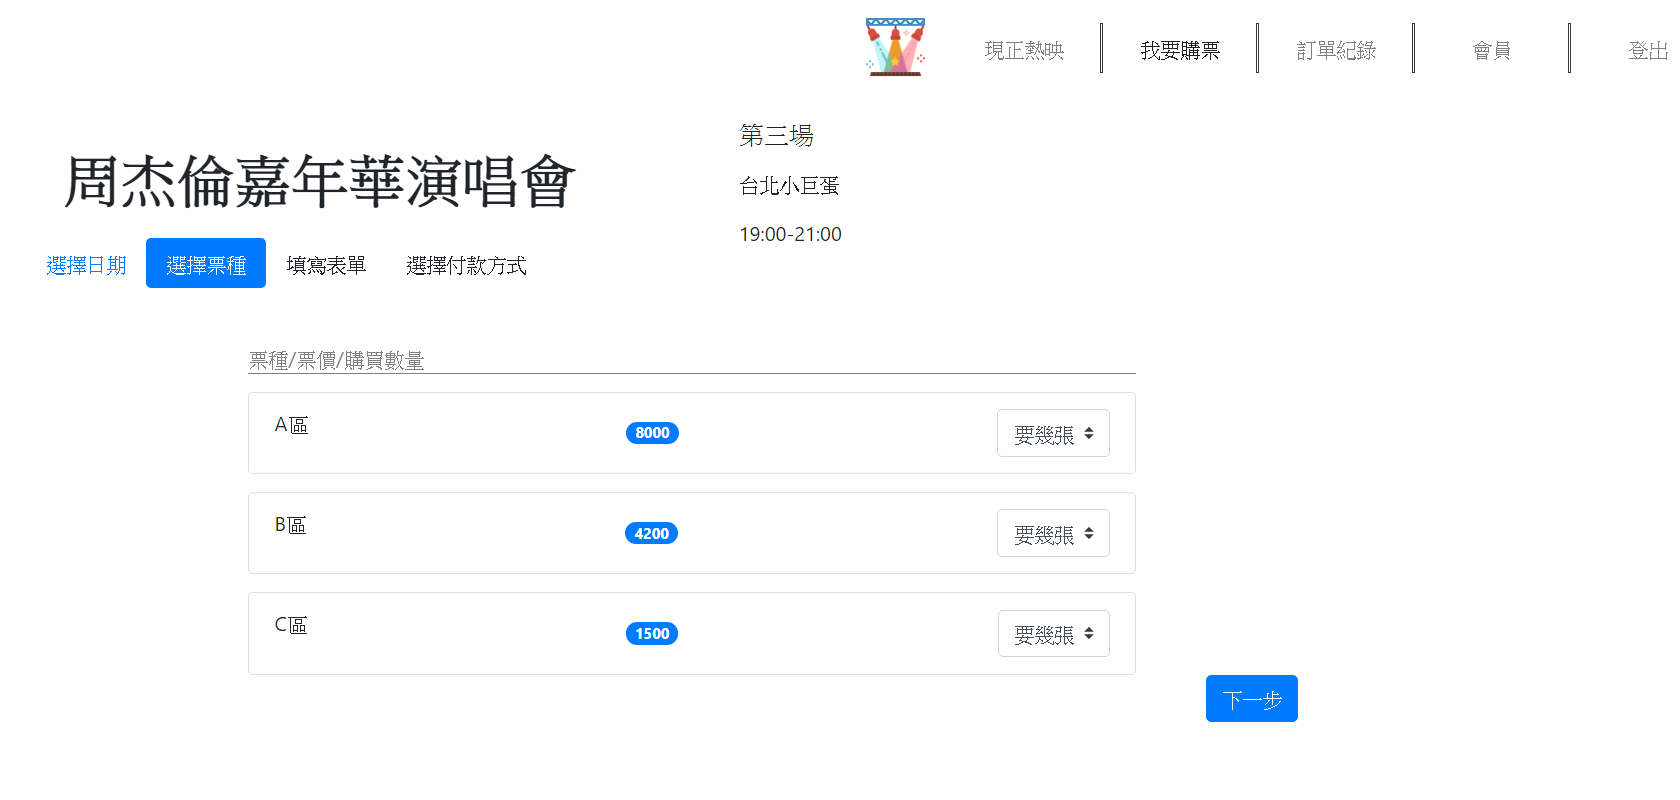 現正熱映 我要購票 訂單紀錄 會員 登出
周杰倫嘉年華演唱會
第三場
台北小巨蛋
19:00-21:00
選擇日期 選擇票種 填寫表單 選擇付款方式
票種/票價/購買數量
A區 8000 要幾張
B區 4200 要幾張
C區 1500 要幾張
下一步